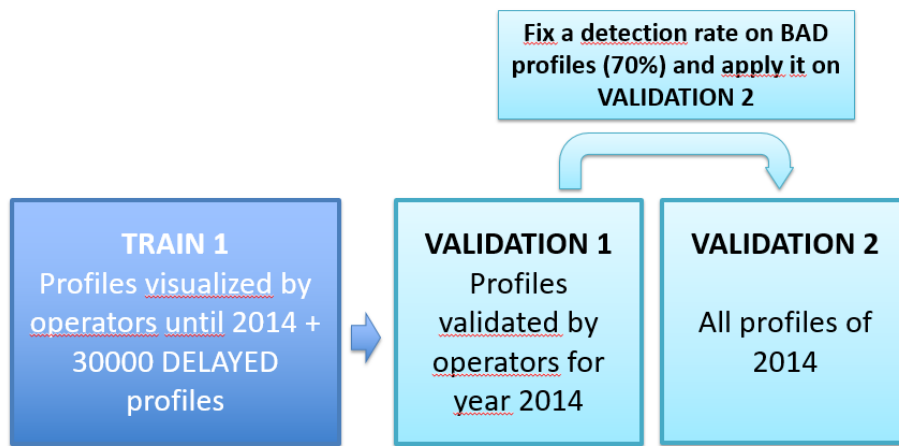 Fix a detection rate on BAD
profiles (70%) and apply it on
VALIDATION 2
TRAIN 1
Profiles visualized by
operators until 2014 +
30000 DELAYED
profiles
VALIDATION 1
Profiles
validated by
operators for
year 2014
VALIDATION 2
All profiles of
2014